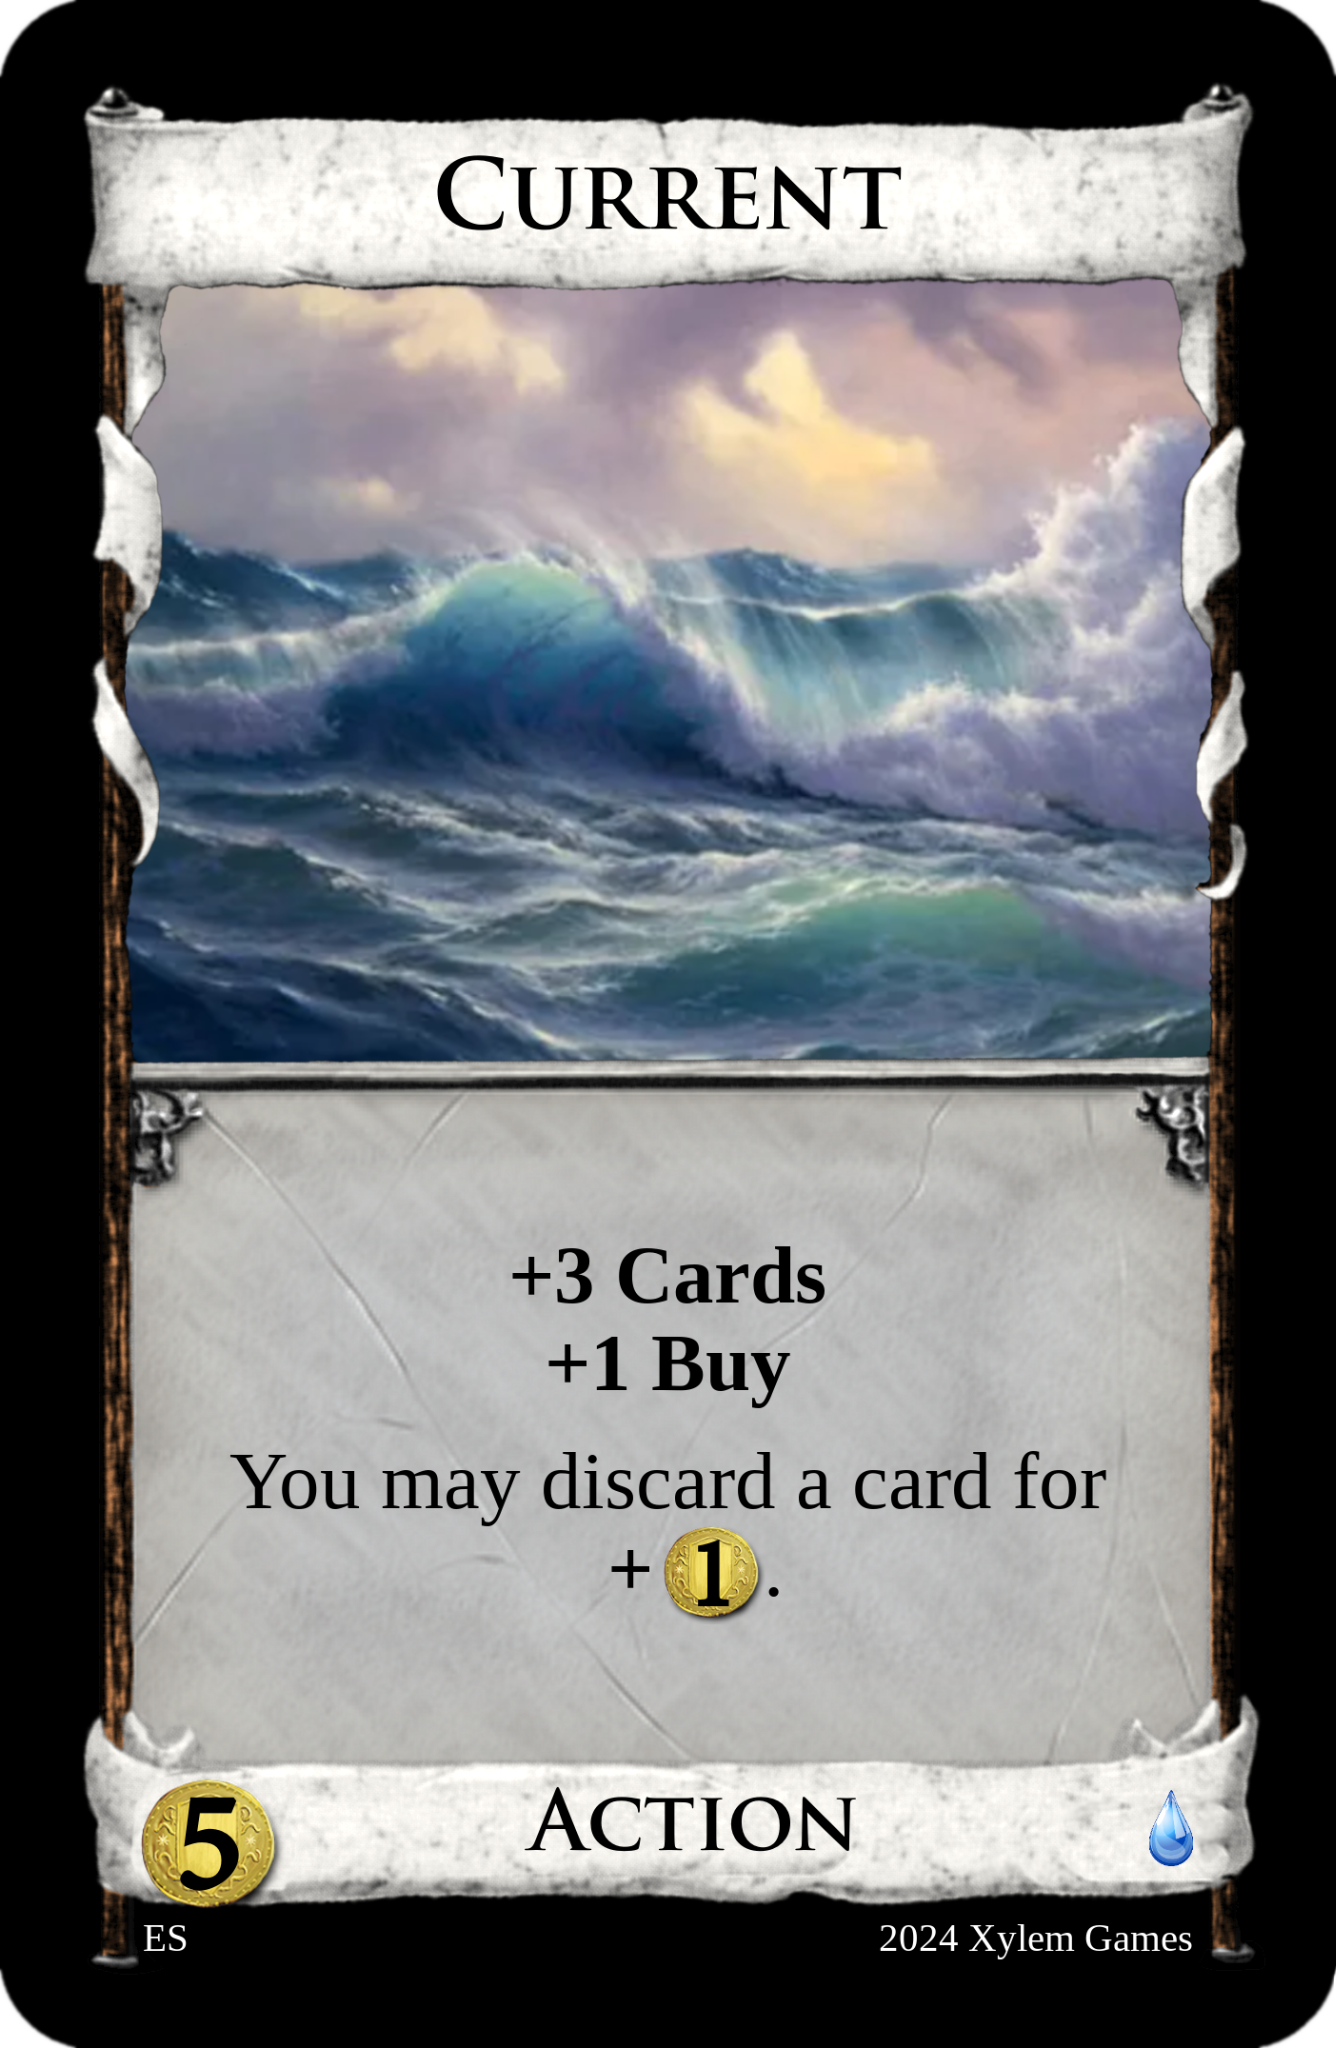 CURRENT
+3 Cards
+1 Buy
You may discard a card for
+ 1 .
5
ACTION
ES
2024 Xylem Games